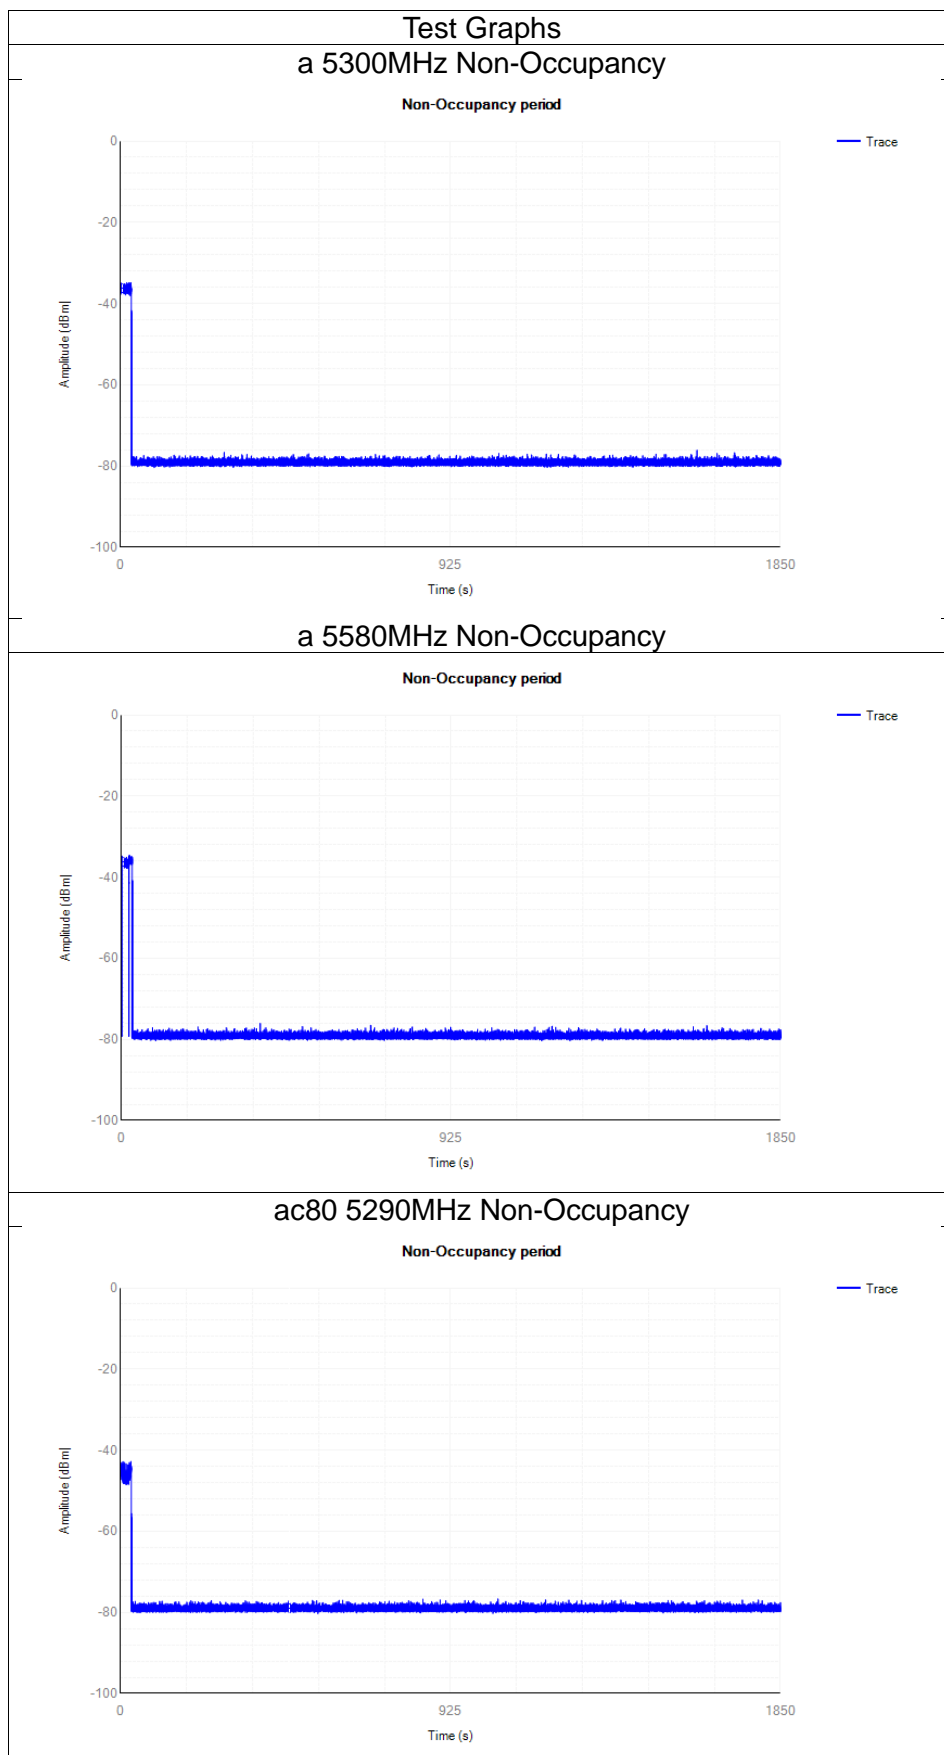 Test Graphs
a 5300MHz Non-Occupancy
Non-Occupancy period
Trace
0
-20
-40
-60
-80
-100
Amplitude [dBm]
0 925 1850
Time (s)
a 5580MHz Non-Occupancy
Non-Occupancy period
Trace
0
-20
-40
-60
-80
-100
Amplitude [dBm]
0 925 1850
Time (s)
ac80 5290MHz Non-Occupancy
Non-Occupancy period
Trace
0
-20
-40
-60
-80
-100
Amplitude [dBm]
0 925 1850
Time (s)